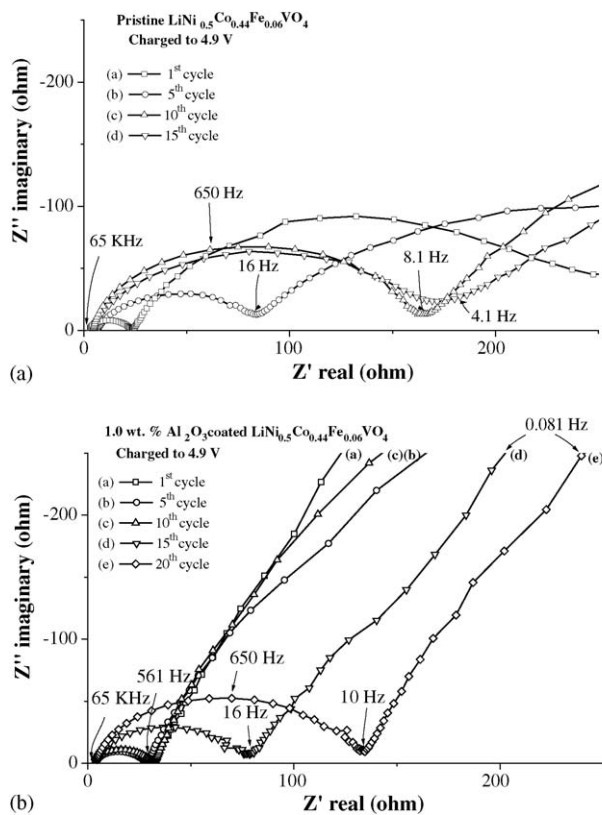 Pristine LiNi0.5Co0.44Fe0.06VO4
Charged to 4.9 V
(a) 1st cycle
(b) 5th cycle
(c) 10th cycle
(d) 15th cycle
-200
-100
0
Z'' imaginary (ohm)
650 Hz
65 KHz
16 Hz
8.1 Hz
4.1 Hz
0 100 200
Z' real (ohm)
(a)
1.0 wt. % Al2O3coated LiNi0.5Co0.44Fe0.06VO4
Charged to 4.9 V
(a) 1st cycle
(b) 5th cycle
(c) 10th cycle
(d) 15th cycle
(e) 20th cycle
(a) (c)(b) (d) (e)
0.081 Hz
-200
-100
0
Z'' imaginary (ohm)
65 KHz
561 Hz
650 Hz
16 Hz
10 Hz
0 100 200
Z' real (ohm)
(b)